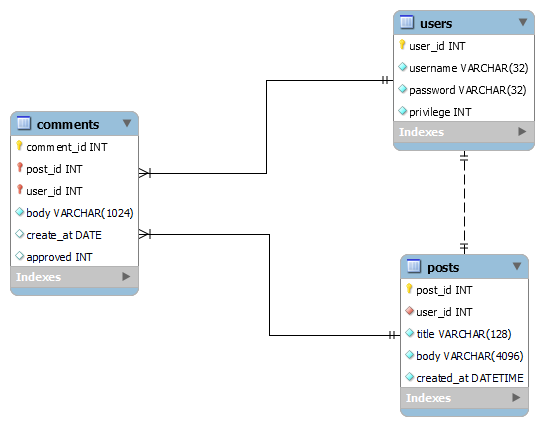 users
user_id INT
username VARCHAR(32)
password VARCHAR(32)
privilege INT
Indexes
comments
comment_id INT
post_id INT
user_id INT
body VARCHAR(1024)
create_at DATE
approved INT
Indexes
posts
post_id INT
user_id INT
title VARCHAR(128)
body VARCHAR(4096)
created_at DATETIME
Indexes